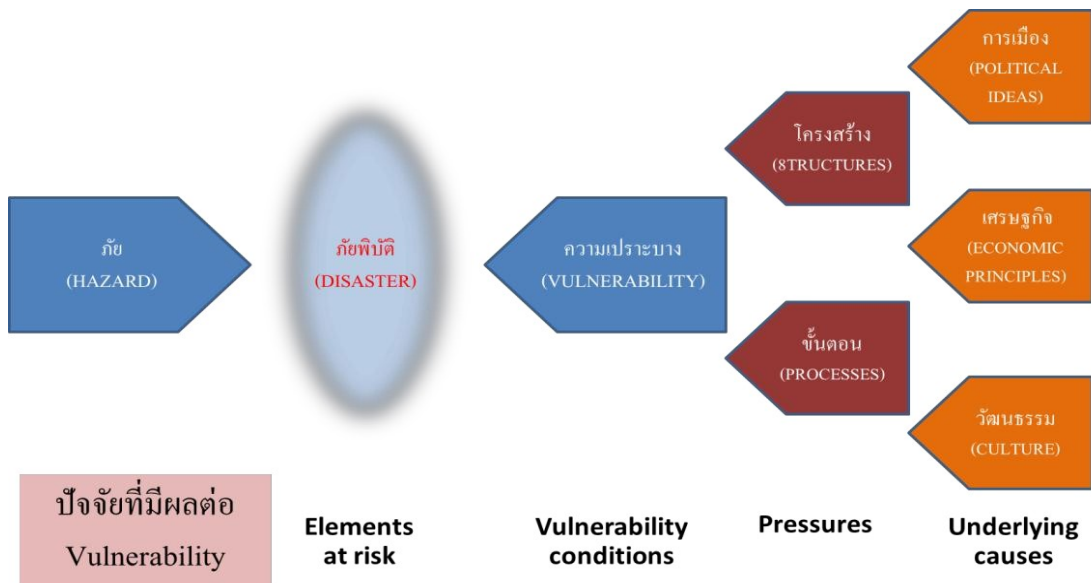 การเมือง
(POLITICAL
IDEAS)
โครงสร้าง
(8TRUCTURES)
ภัย
(HAZARD)
ภัยพิบัติ
(DISASTER)
ความเปราะบาง
(VULNERABILITY)
เศรษฐกิจ
(ECONOMIC
PRINCIPLES)
ขั้นตอน
(PROCESSES)
วัฒนธรรม
(CULTURE)
ปัจจัยที่มีผลต่อ
Vulnerability
Elements
at risk
Vulnerability
conditions
Pressures
Underlying
causes